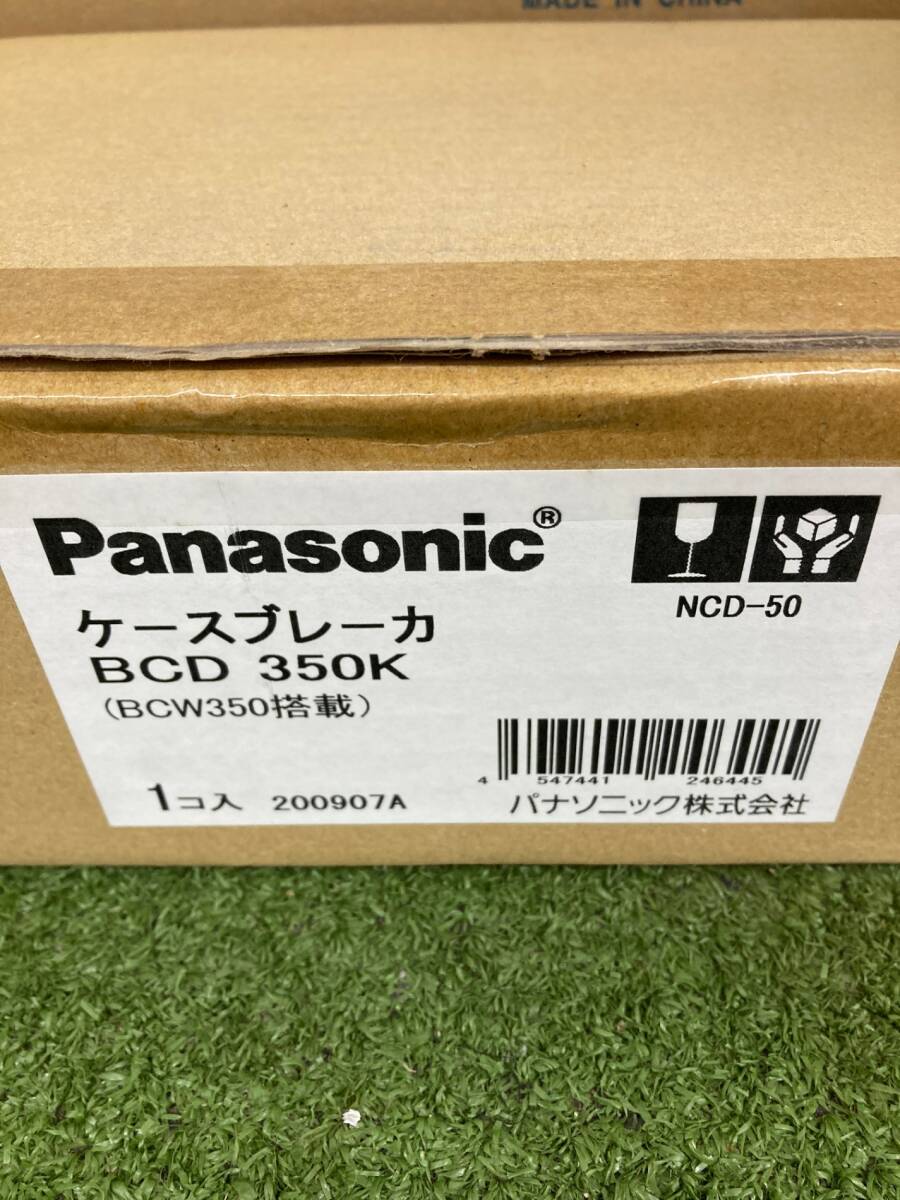 MADE IN CHINA
Panasonic®
NCD-50
ケースブレーカ
BCD 350K
(BCW350搭載)
4 547441 246445
1コ入 200907A
パナソニック株式会社